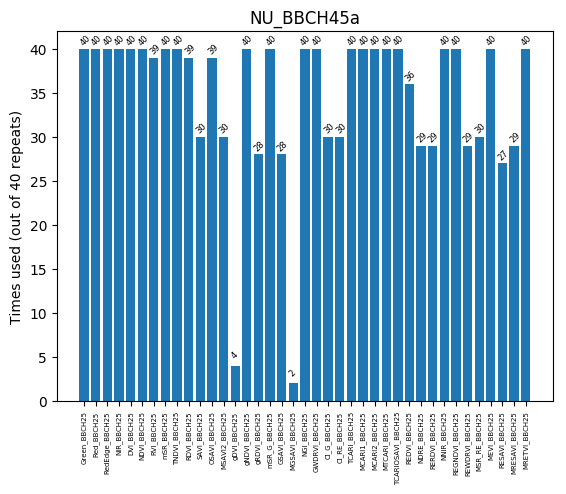 NU_BBCH45a
Times used (out of 40 repeats)
40
35
30
25
20
15
10
5
0
40 40 40 40 40 40 39 40 40 39 30 39 30 4 40 28 40 28 2 40 40 30 30 40 40 40 40 40 36 29 29 40 40 29 30 40 27 29 40
Green_BBCH25
Red_BBCH25
RedEdge_BBCH25
NIR_BBCH25
DVI_BBCH25
NDVI_BBCH25
RVI_BBCH25
mSR_BBCH25
TNDVI_BBCH25
RDVI_BBCH25
SAVI_BBCH25
OSAVI_BBCH25
MSAVI2_BBCH25
gDVI_BBCH25
gNDVI_BBCH25
gRDVI_BBCH25
mSR_G_BBCH25
GSAVI_BBCH25
MGSAVI_BBCH25
NGI_BBCH25
GWDRVI_BBCH25
CI_G_BBCH25
CI_RE_BBCH25
TCARI_BBCH25
MCARI1_BBCH25
MCARI2_BBCH25
MTCARI_BBCH25
TCARIOSAVI_BBCH25
REDVI_BBCH25
NDRE_BBCH25
RERDVI_BBCH25
NNIR_BBCH25
REGNDVI_BBCH25
REWDRVI_BBCH25
MSR_RE_BBCH25
MEVI_BBCH25
RESAVI_BBCH25
MRESAVI_BBCH25
MRETVI_BBCH25